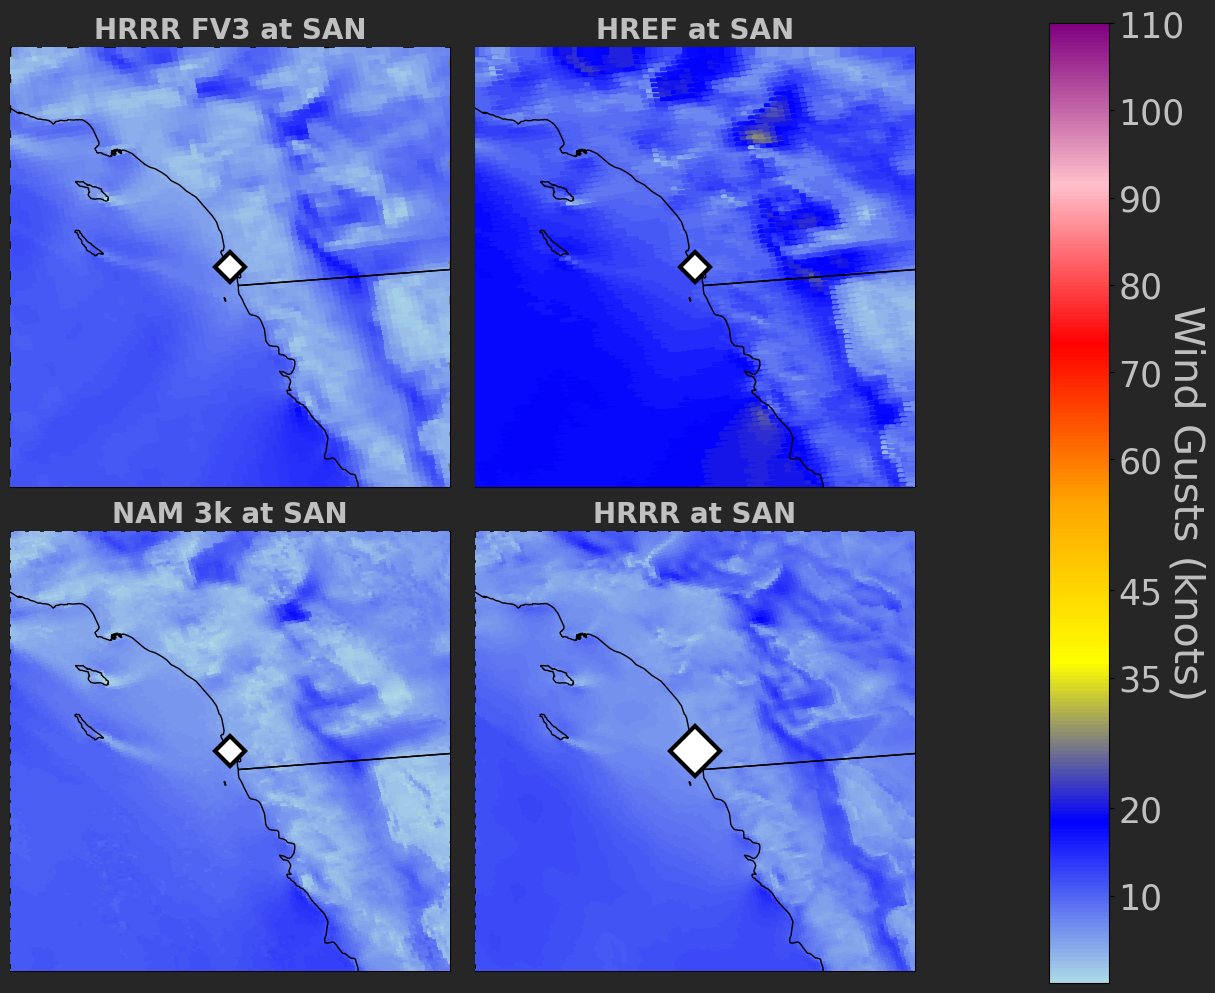 HRRR FV3 at SAN
HREF at SAN
NAM 3k at SAN
HRRR at SAN
110
100
90
80
70
60
45
35
20
10
Wind Gusts (knots)